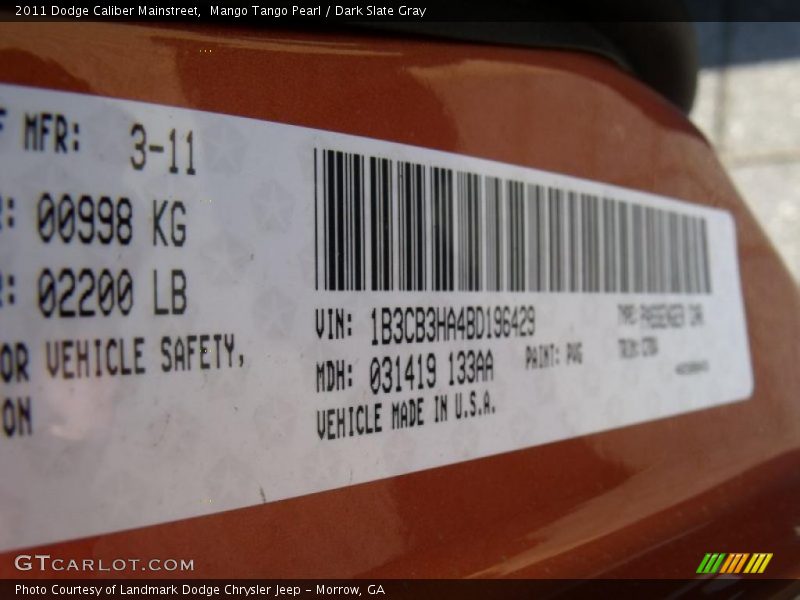 2011 Dodge Caliber Mainstreet,  Mango Tango Pearl / Dark Slate Gray
F MFR: 3-11
: 00998 KG
: 02200 LB
OR VEHICLE SAFETY,
ON
VIN: 1B3CB3HA4BD196429
TYPE: PASSENGER CAR
MDH: 031419 133AA
PAINT: PVG
TRIM:
VEHICLE MADE IN U.S.A.
GTCARLOT.COM
Photo Courtesy of Landmark Dodge Chrysler Jeep - Morrow, GA